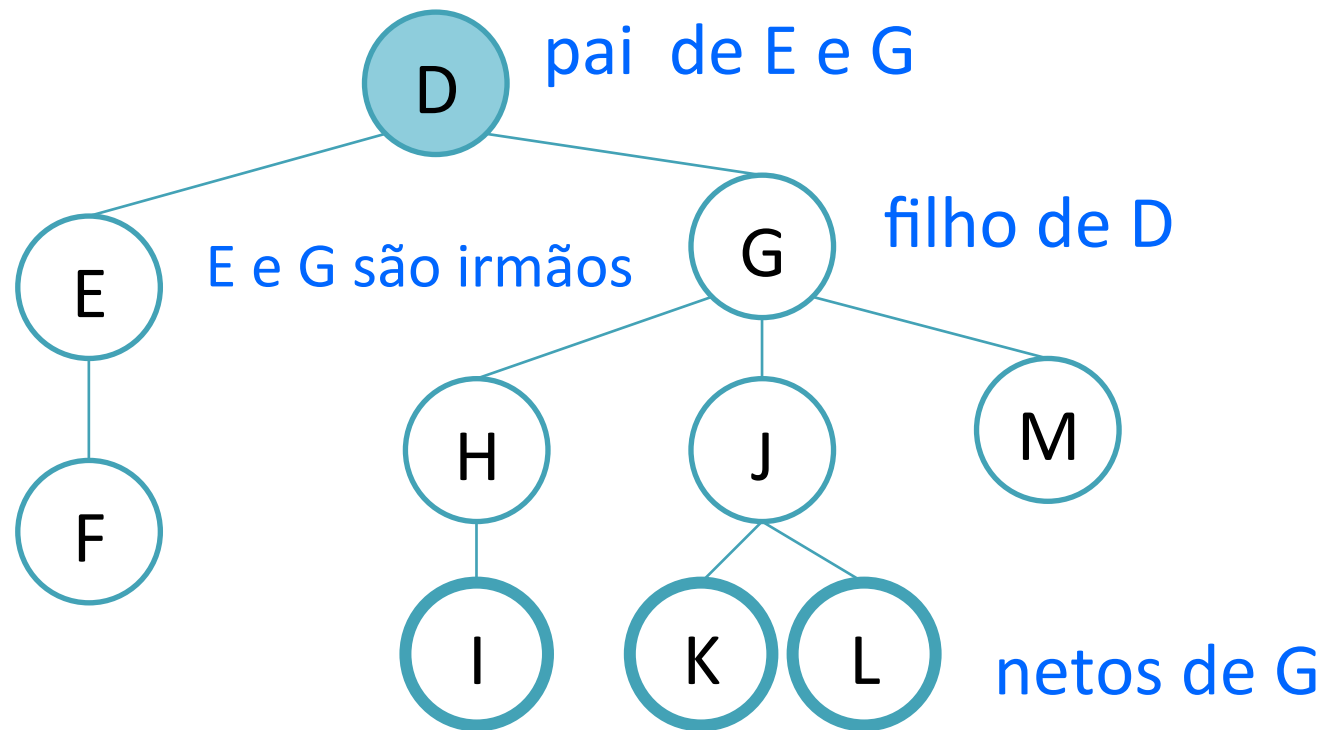 D
pai de E e G
E
E e G são irmãos
G
filho de D
F
H
J
M
I
K
L
netos de G